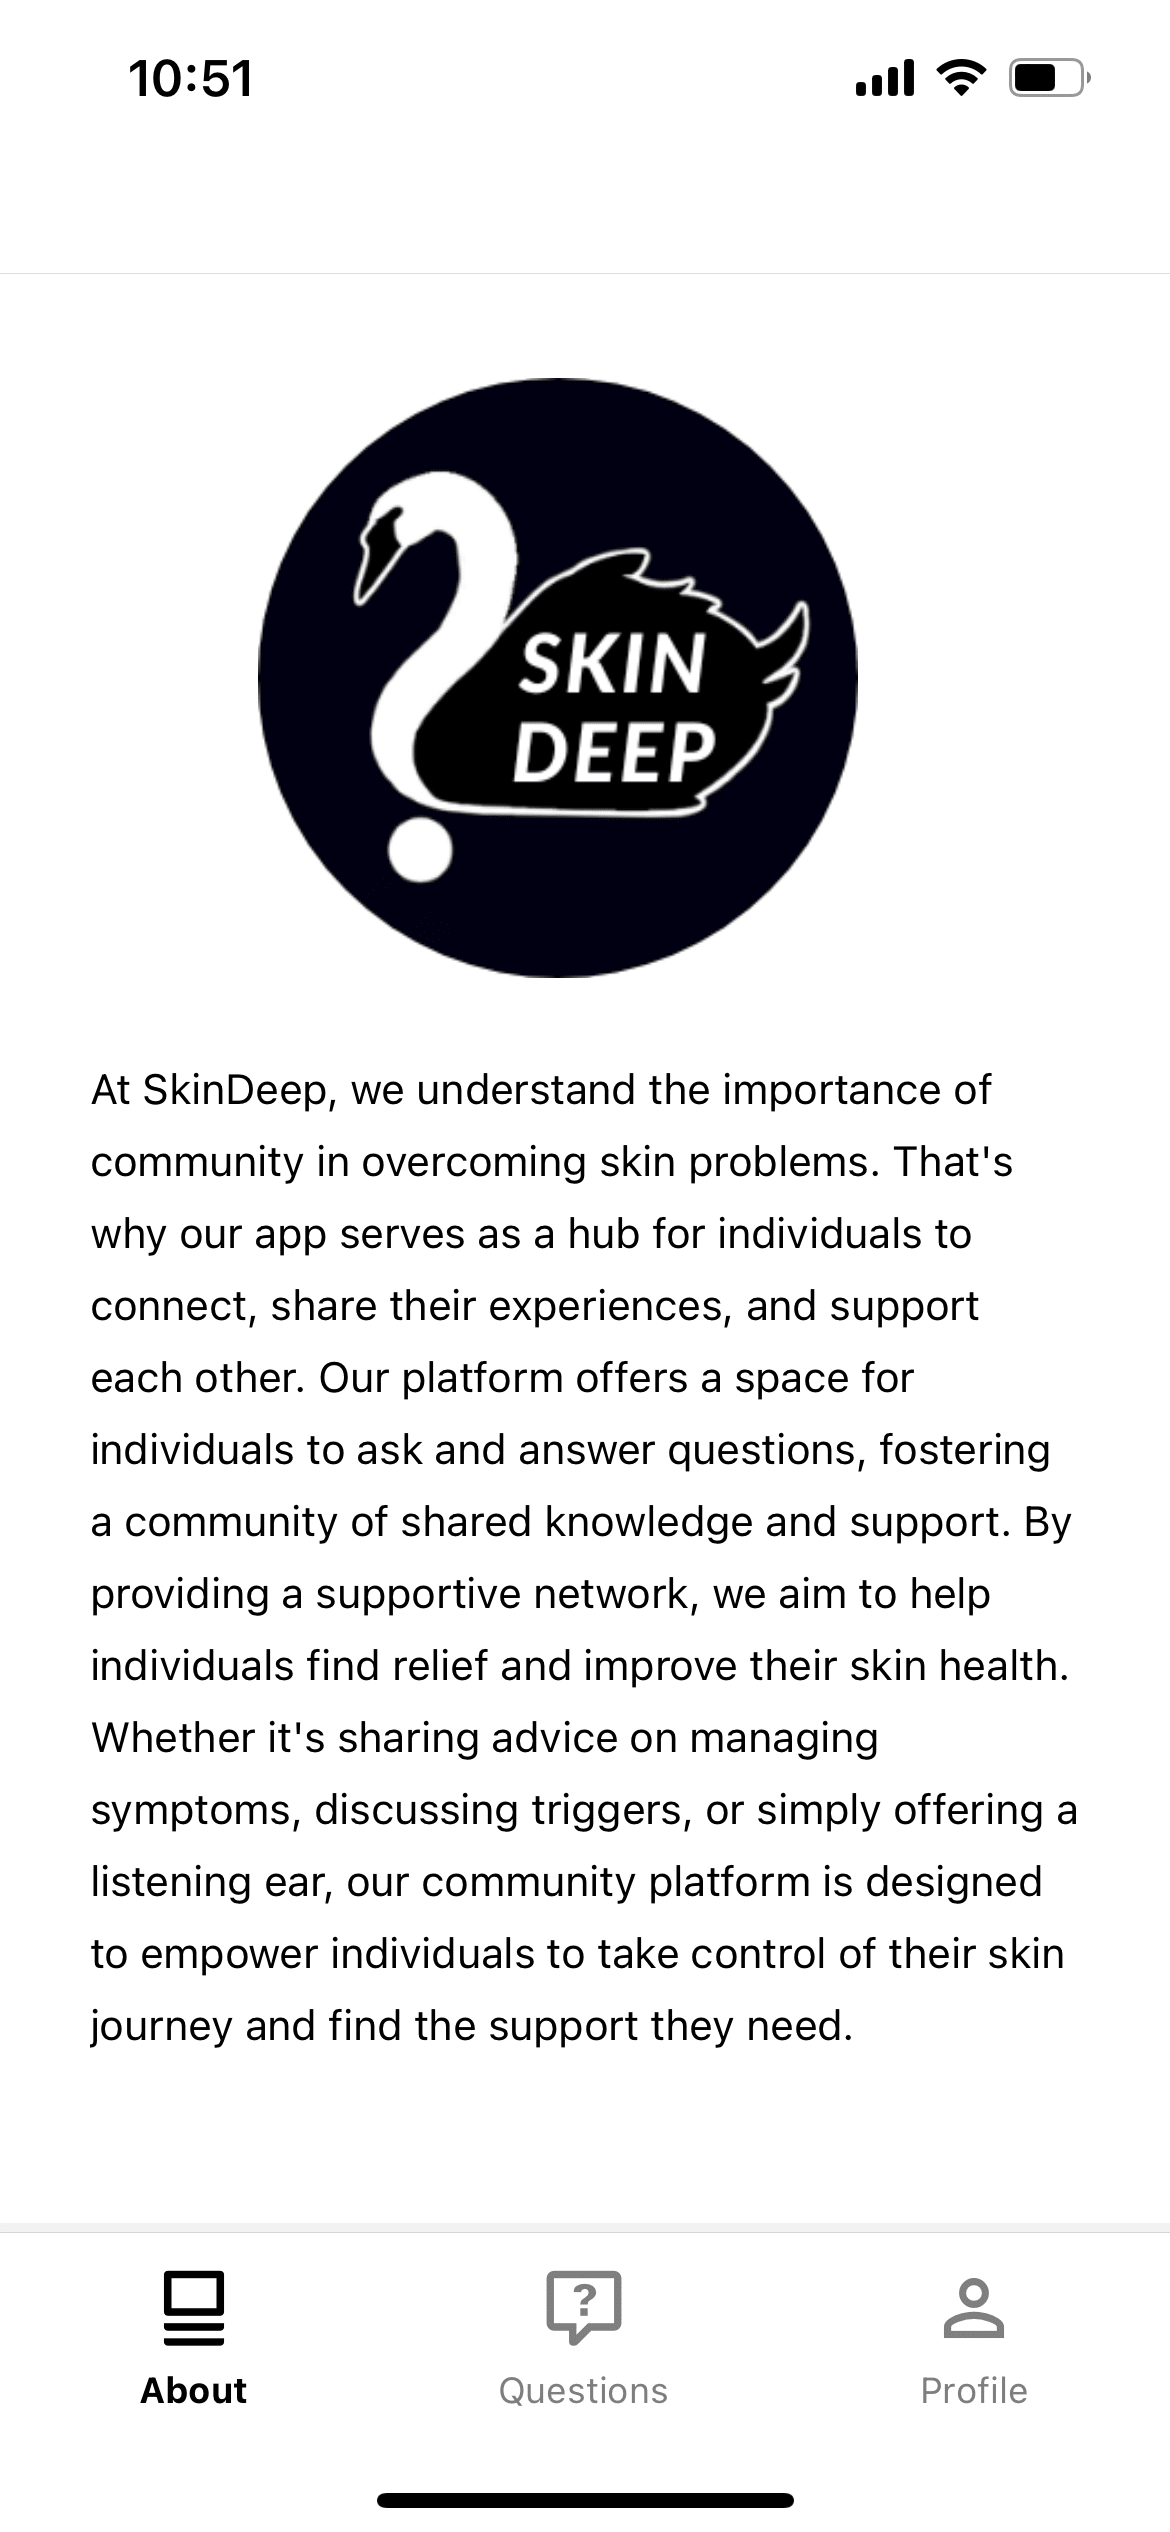 10:51
SKIN
DEEP
At SkinDeep, we understand the importance of
community in overcoming skin problems. That's
why our app serves as a hub for individuals to
connect, share their experiences, and support
each other. Our platform offers a space for
individuals to ask and answer questions, fostering
a community of shared knowledge and support. By
providing a supportive network, we aim to help
individuals find relief and improve their skin health.
Whether it's sharing advice on managing
symptoms, discussing triggers, or simply offering a
listening ear, our community platform is designed
to empower individuals to take control of their skin
journey and find the support they need.
?
About
Questions
Profile